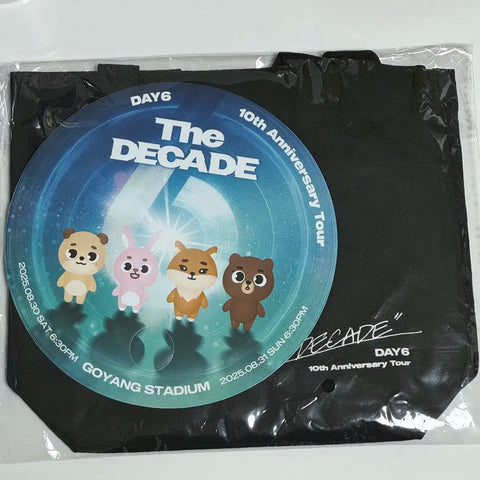 DAY6
The
DECADE
10th Anniversary Tour
2025.08.30 SAT 6:30PM
GOYANG STADIUM
2025.08.31 SUN 6:30PM
DECADE"
DAY6
10th Anniversary Tour